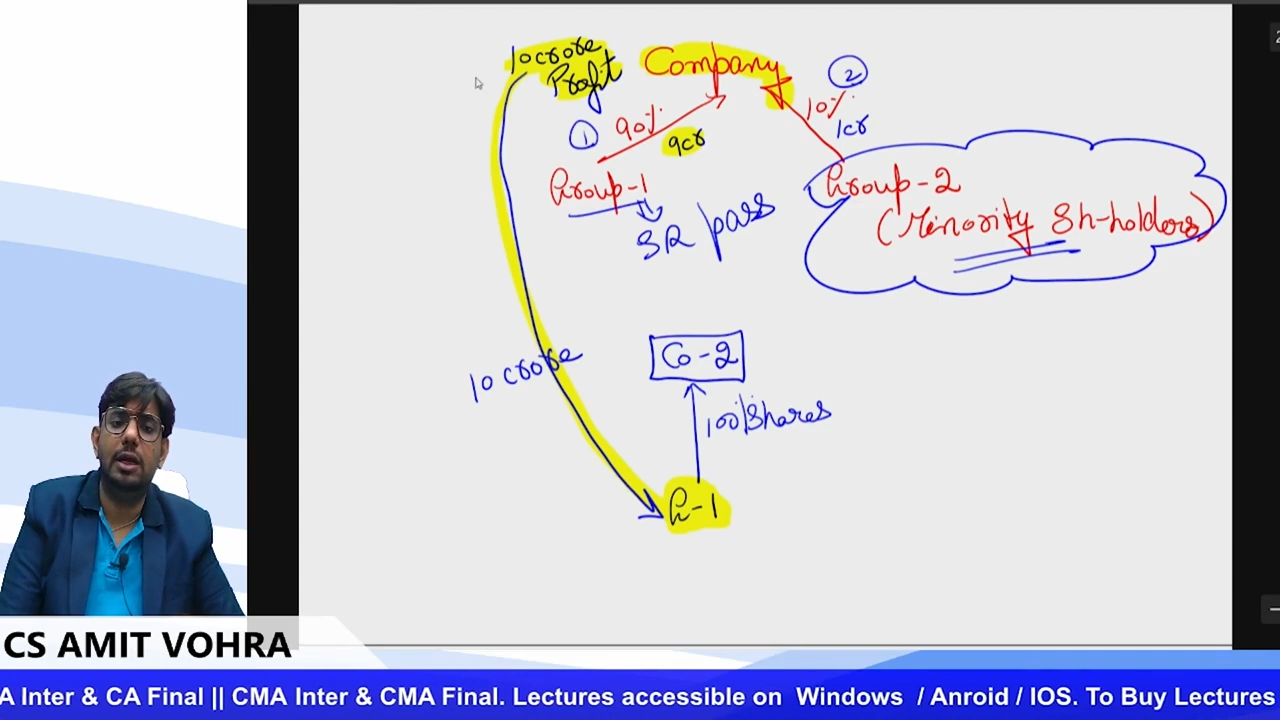 10 crore
Profit
Company
2
10%
1cr
1
90%
9cr
Group-1
SR pass
Group-2
(Minority Sh-holders)
Co-2
10 crore
100% shares
G-1
CS AMIT VOHRA
A Inter & CA Final || CMA Inter & CMA Final. Lectures accessible on Windows / Anroid / IOS. To Buy Lectures